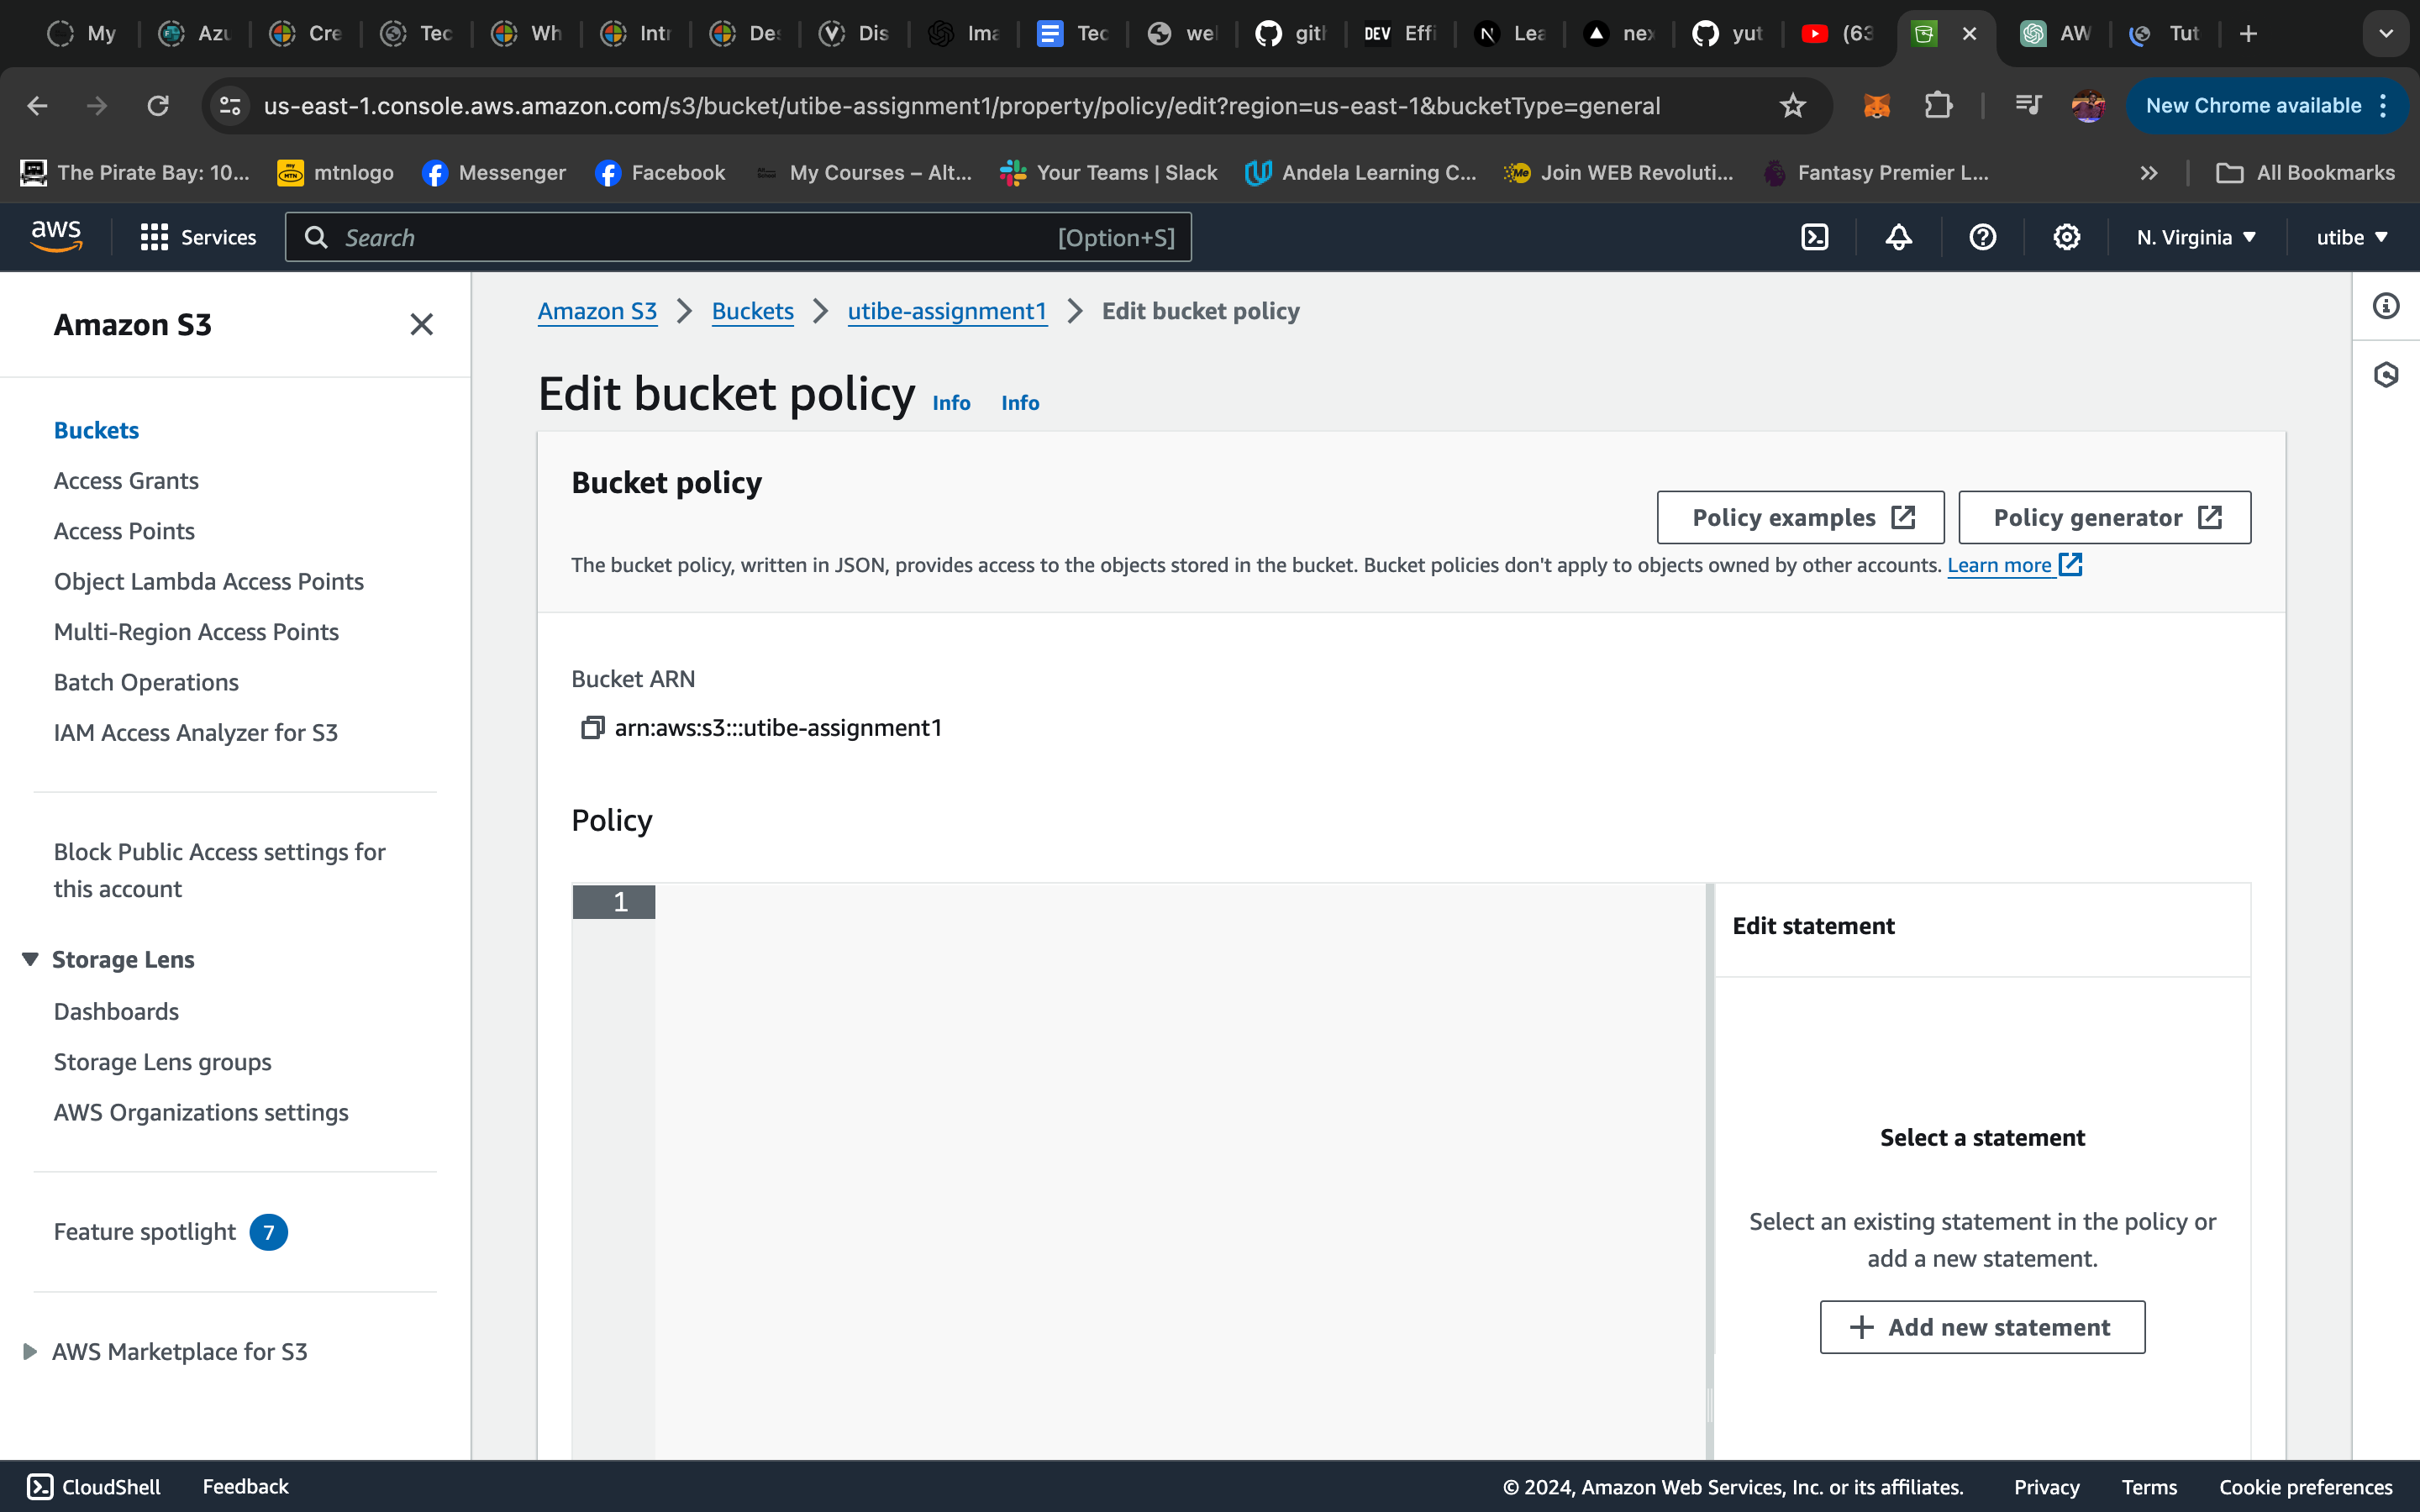 My
Azu
Cre
Tec
Wh
Intr
Des
Dis
Ima
Tec
we
gith
DEV Effi
Lea
nex
yut
(63
AW
Tut
us-east-1.console.aws.amazon.com/s3/bucket/utibe-assignment1/property/policy/edit?region=us-east-1&bucketType=general
New Chrome available
The Pirate Bay: 10...
mtnlogo
Messenger
Facebook
My Courses – Alt...
Your Teams | Slack
Andela Learning C...
Join WEB Revoluti...
Fantasy Premier L...
All Bookmarks
aws
Services
Search
[Option+S]
N. Virginia
utibe
Amazon S3
Buckets
Access Grants
Access Points
Object Lambda Access Points
Multi-Region Access Points
Batch Operations
IAM Access Analyzer for S3
Block Public Access settings for
this account
Storage Lens
Dashboards
Storage Lens groups
AWS Organizations settings
Feature spotlight 7
AWS Marketplace for S3
Amazon S3 > Buckets > utibe-assignment1 > Edit bucket policy
Edit bucket policy Info Info
Bucket policy
Policy examples
Policy generator
The bucket policy, written in JSON, provides access to the objects stored in the bucket. Bucket policies don't apply to objects owned by other accounts. Learn more
Bucket ARN
arn:aws:s3:::utibe-assignment1
Policy
1
Edit statement
Select a statement
Select an existing statement in the policy or
add a new statement.
+ Add new statement
CloudShell
Feedback
© 2024, Amazon Web Services, Inc. or its affiliates.
Privacy
Terms
Cookie preferences